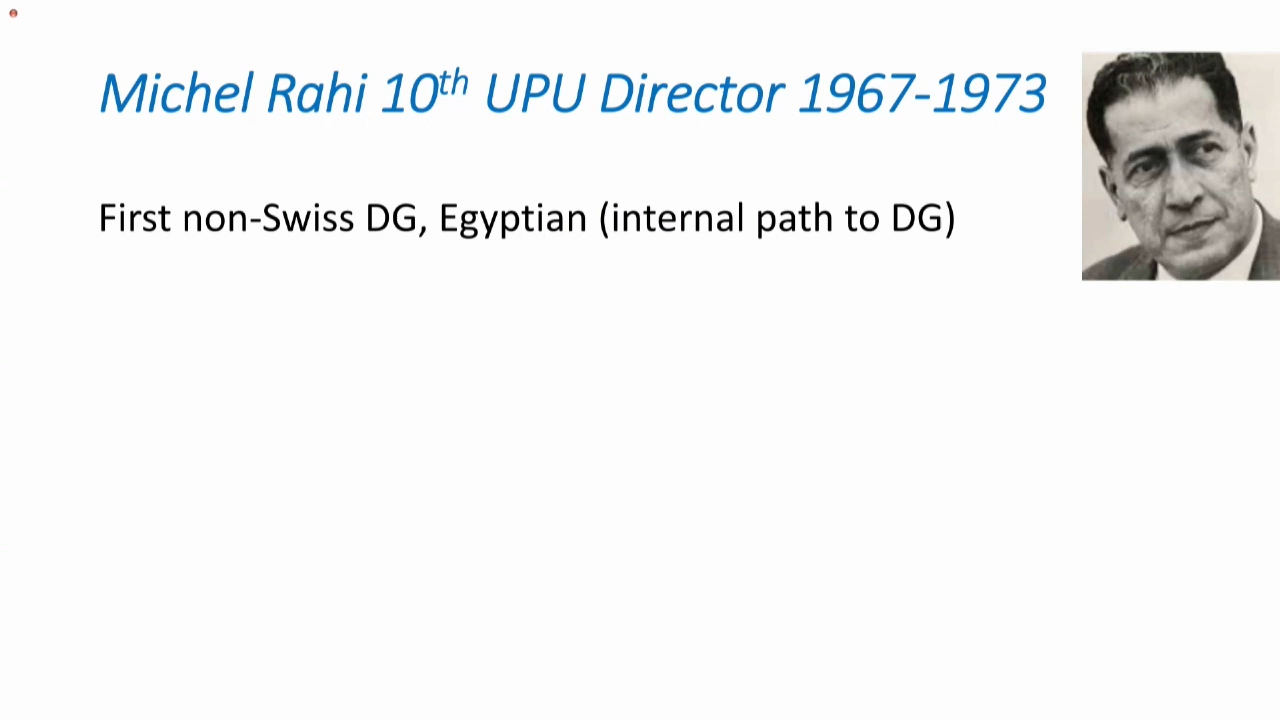 Michel Rahi 10th UPU Director 1967-1973
First non-Swiss DG, Egyptian (internal path to DG)